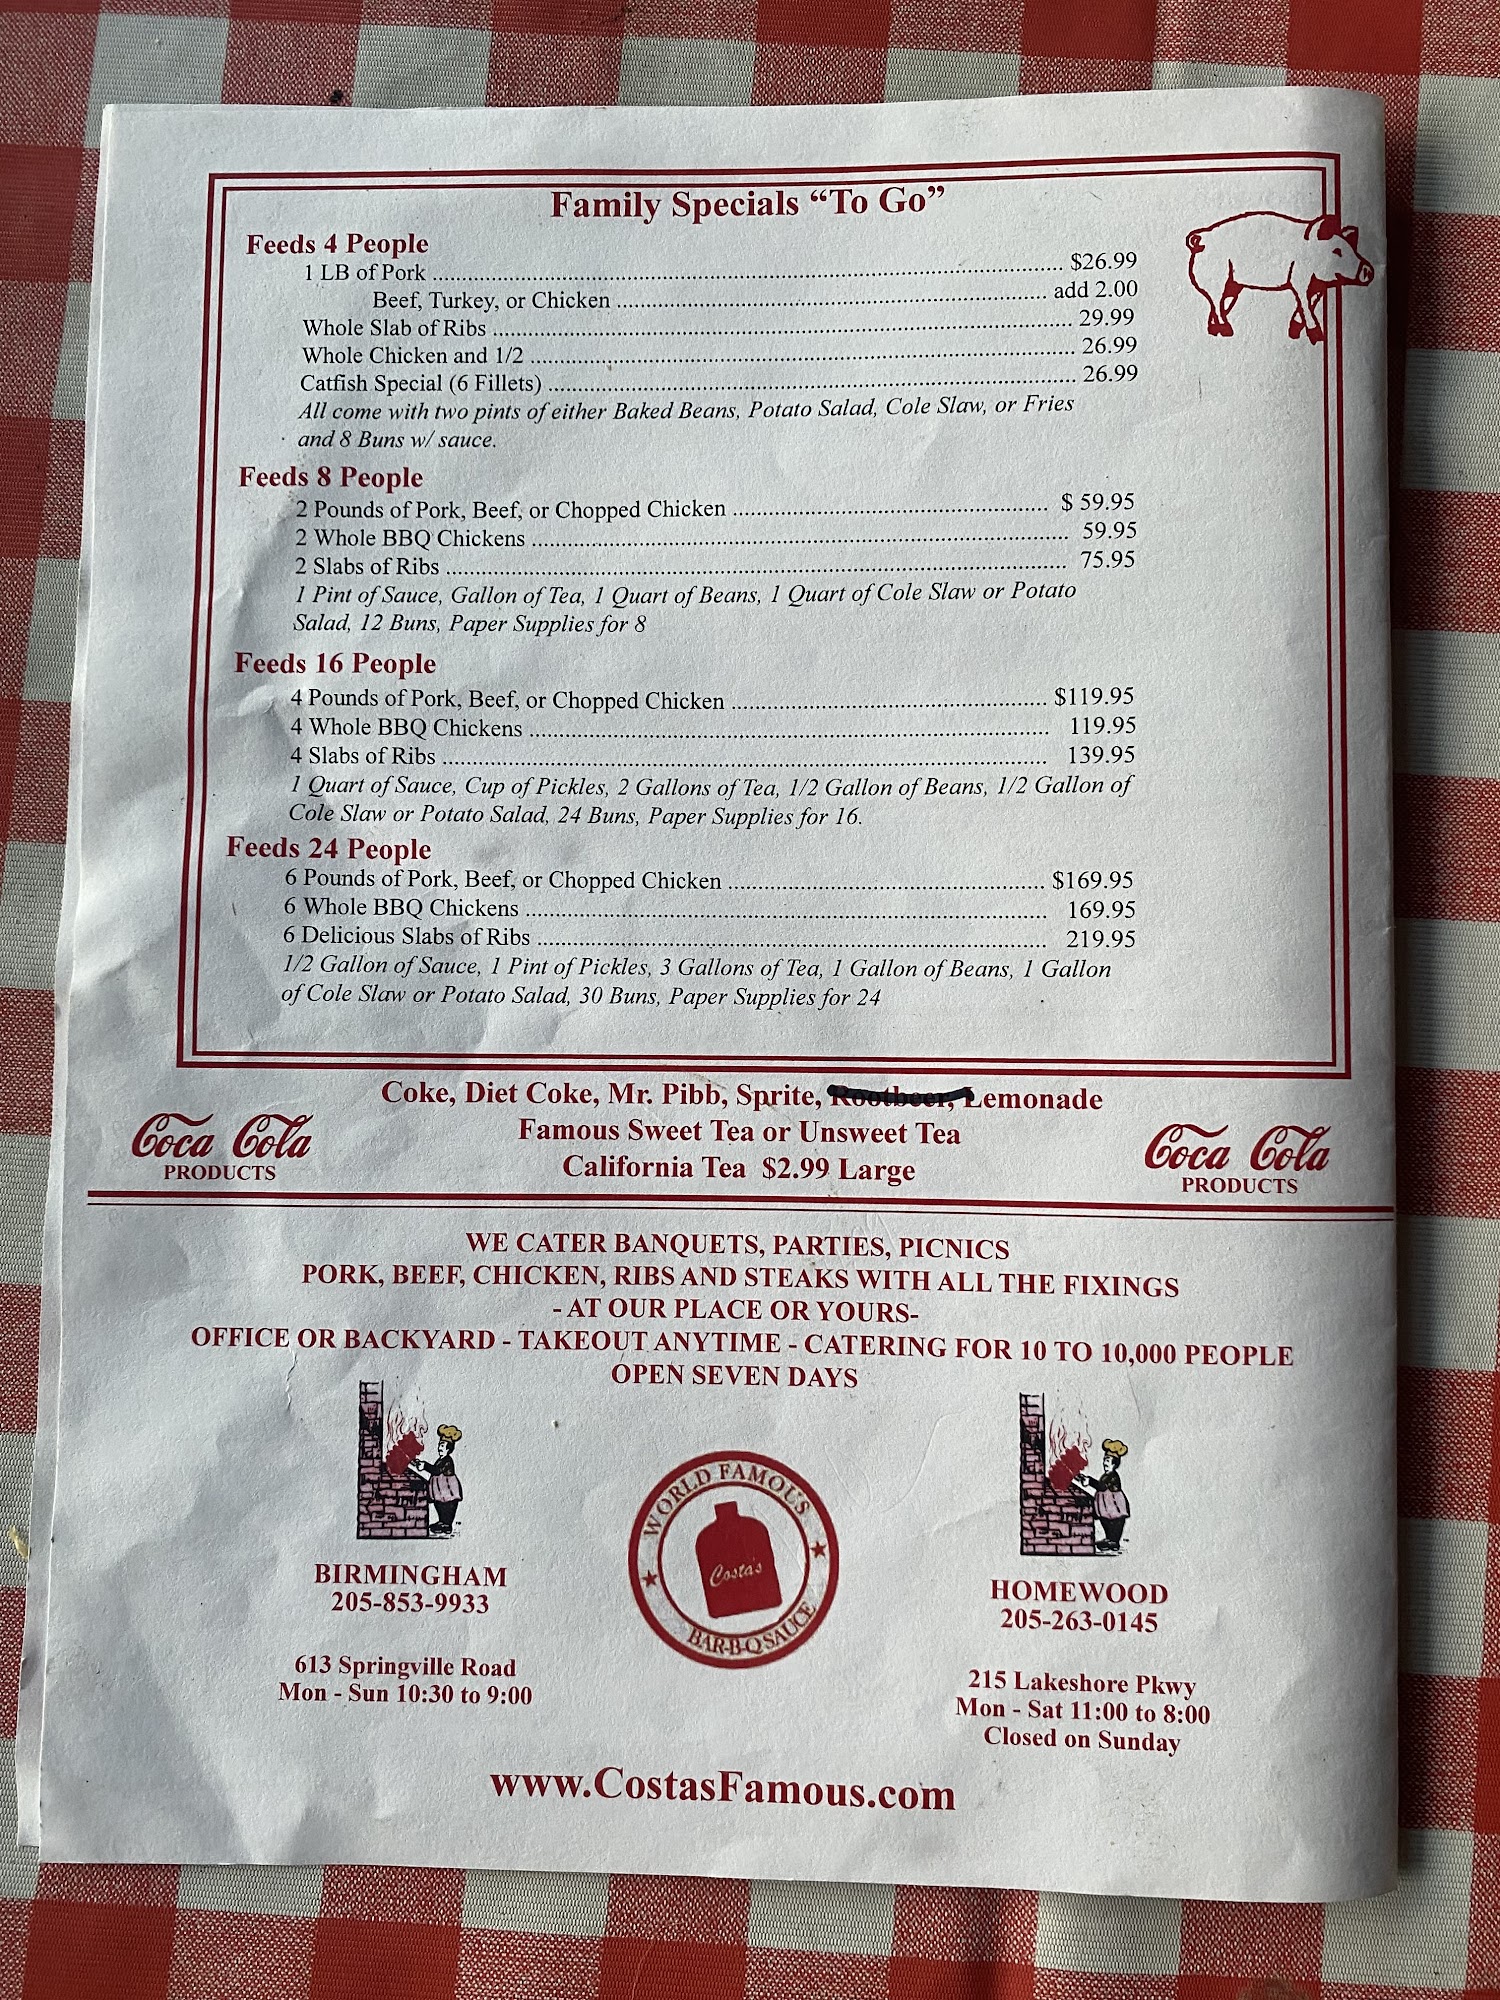 Family Specials “To Go”
Feeds 4 People
1 LB of Pork $26.99
Beef, Turkey, or Chicken add 2.00
Whole Slab of Ribs 29.99
Whole Chicken and 1/2 26.99
Catfish Special (6 Fillets) 26.99
All come with two pints of either Baked Beans, Potato Salad, Cole Slaw, or Fries
and 8 Buns w/ sauce.
Feeds 8 People
2 Pounds of Pork, Beef, or Chopped Chicken $ 59.95
2 Whole BBQ Chickens 59.95
2 Slabs of Ribs 75.95
1 Pint of Sauce, Gallon of Tea, 1 Quart of Beans, 1 Quart of Cole Slaw or Potato
Salad, 12 Buns, Paper Supplies for 8
Feeds 16 People
4 Pounds of Pork, Beef, or Chopped Chicken $119.95
4 Whole BBQ Chickens 119.95
4 Slabs of Ribs 139.95
1 Quart of Sauce, Cup of Pickles, 2 Gallons of Tea, 1/2 Gallon of Beans, 1/2 Gallon of
Cole Slaw or Potato Salad, 24 Buns, Paper Supplies for 16.
Feeds 24 People
6 Pounds of Pork, Beef, or Chopped Chicken $169.95
6 Whole BBQ Chickens 169.95
6 Delicious Slabs of Ribs 219.95
1/2 Gallon of Sauce, 1 Pint of Pickles, 3 Gallons of Tea, 1 Gallon of Beans, 1 Gallon
of Cole Slaw or Potato Salad, 30 Buns, Paper Supplies for 24
Coke, Diet Coke, Mr. Pibb, Sprite, Rootbeer, Lemonade
Famous Sweet Tea or Unsweet Tea
California Tea $2.99 Large
Coca Cola
PRODUCTS
Coca Cola
PRODUCTS
WE CATER BANQUETS, PARTIES, PICNICS
PORK, BEEF, CHICKEN, RIBS AND STEAKS WITH ALL THE FIXINGS
- AT OUR PLACE OR YOURS-
OFFICE OR BACKYARD - TAKEOUT ANYTIME - CATERING FOR 10 TO 10,000 PEOPLE
OPEN SEVEN DAYS
BIRMINGHAM
205-853-9933
613 Springville Road
Mon - Sun 10:30 to 9:00
WORLD FAMOUS
Costa's
BAR-B-Q SAUCE
HOMEWOOD
205-263-0145
215 Lakeshore Pkwy
Mon - Sat 11:00 to 8:00
Closed on Sunday
www.CostasFamous.com